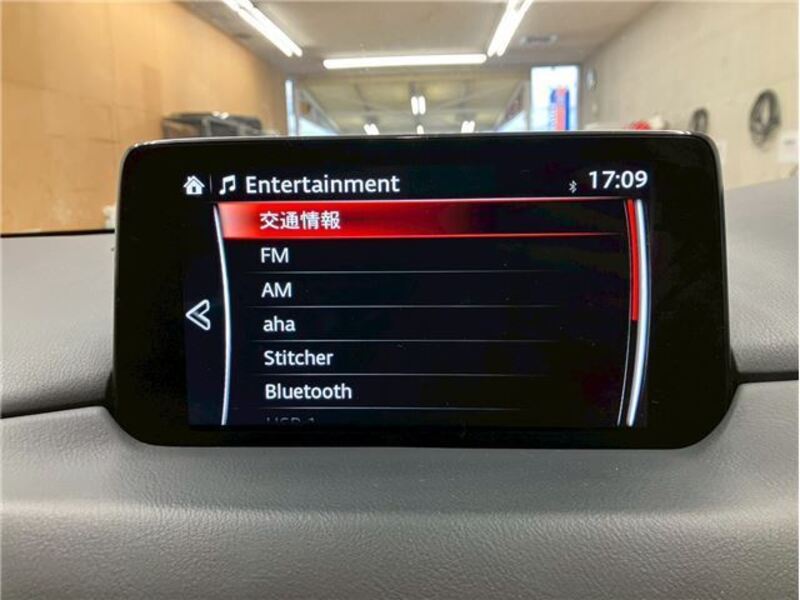 Entertainment 17:09
交通情報
FM
AM
aha
Stitcher
Bluetooth